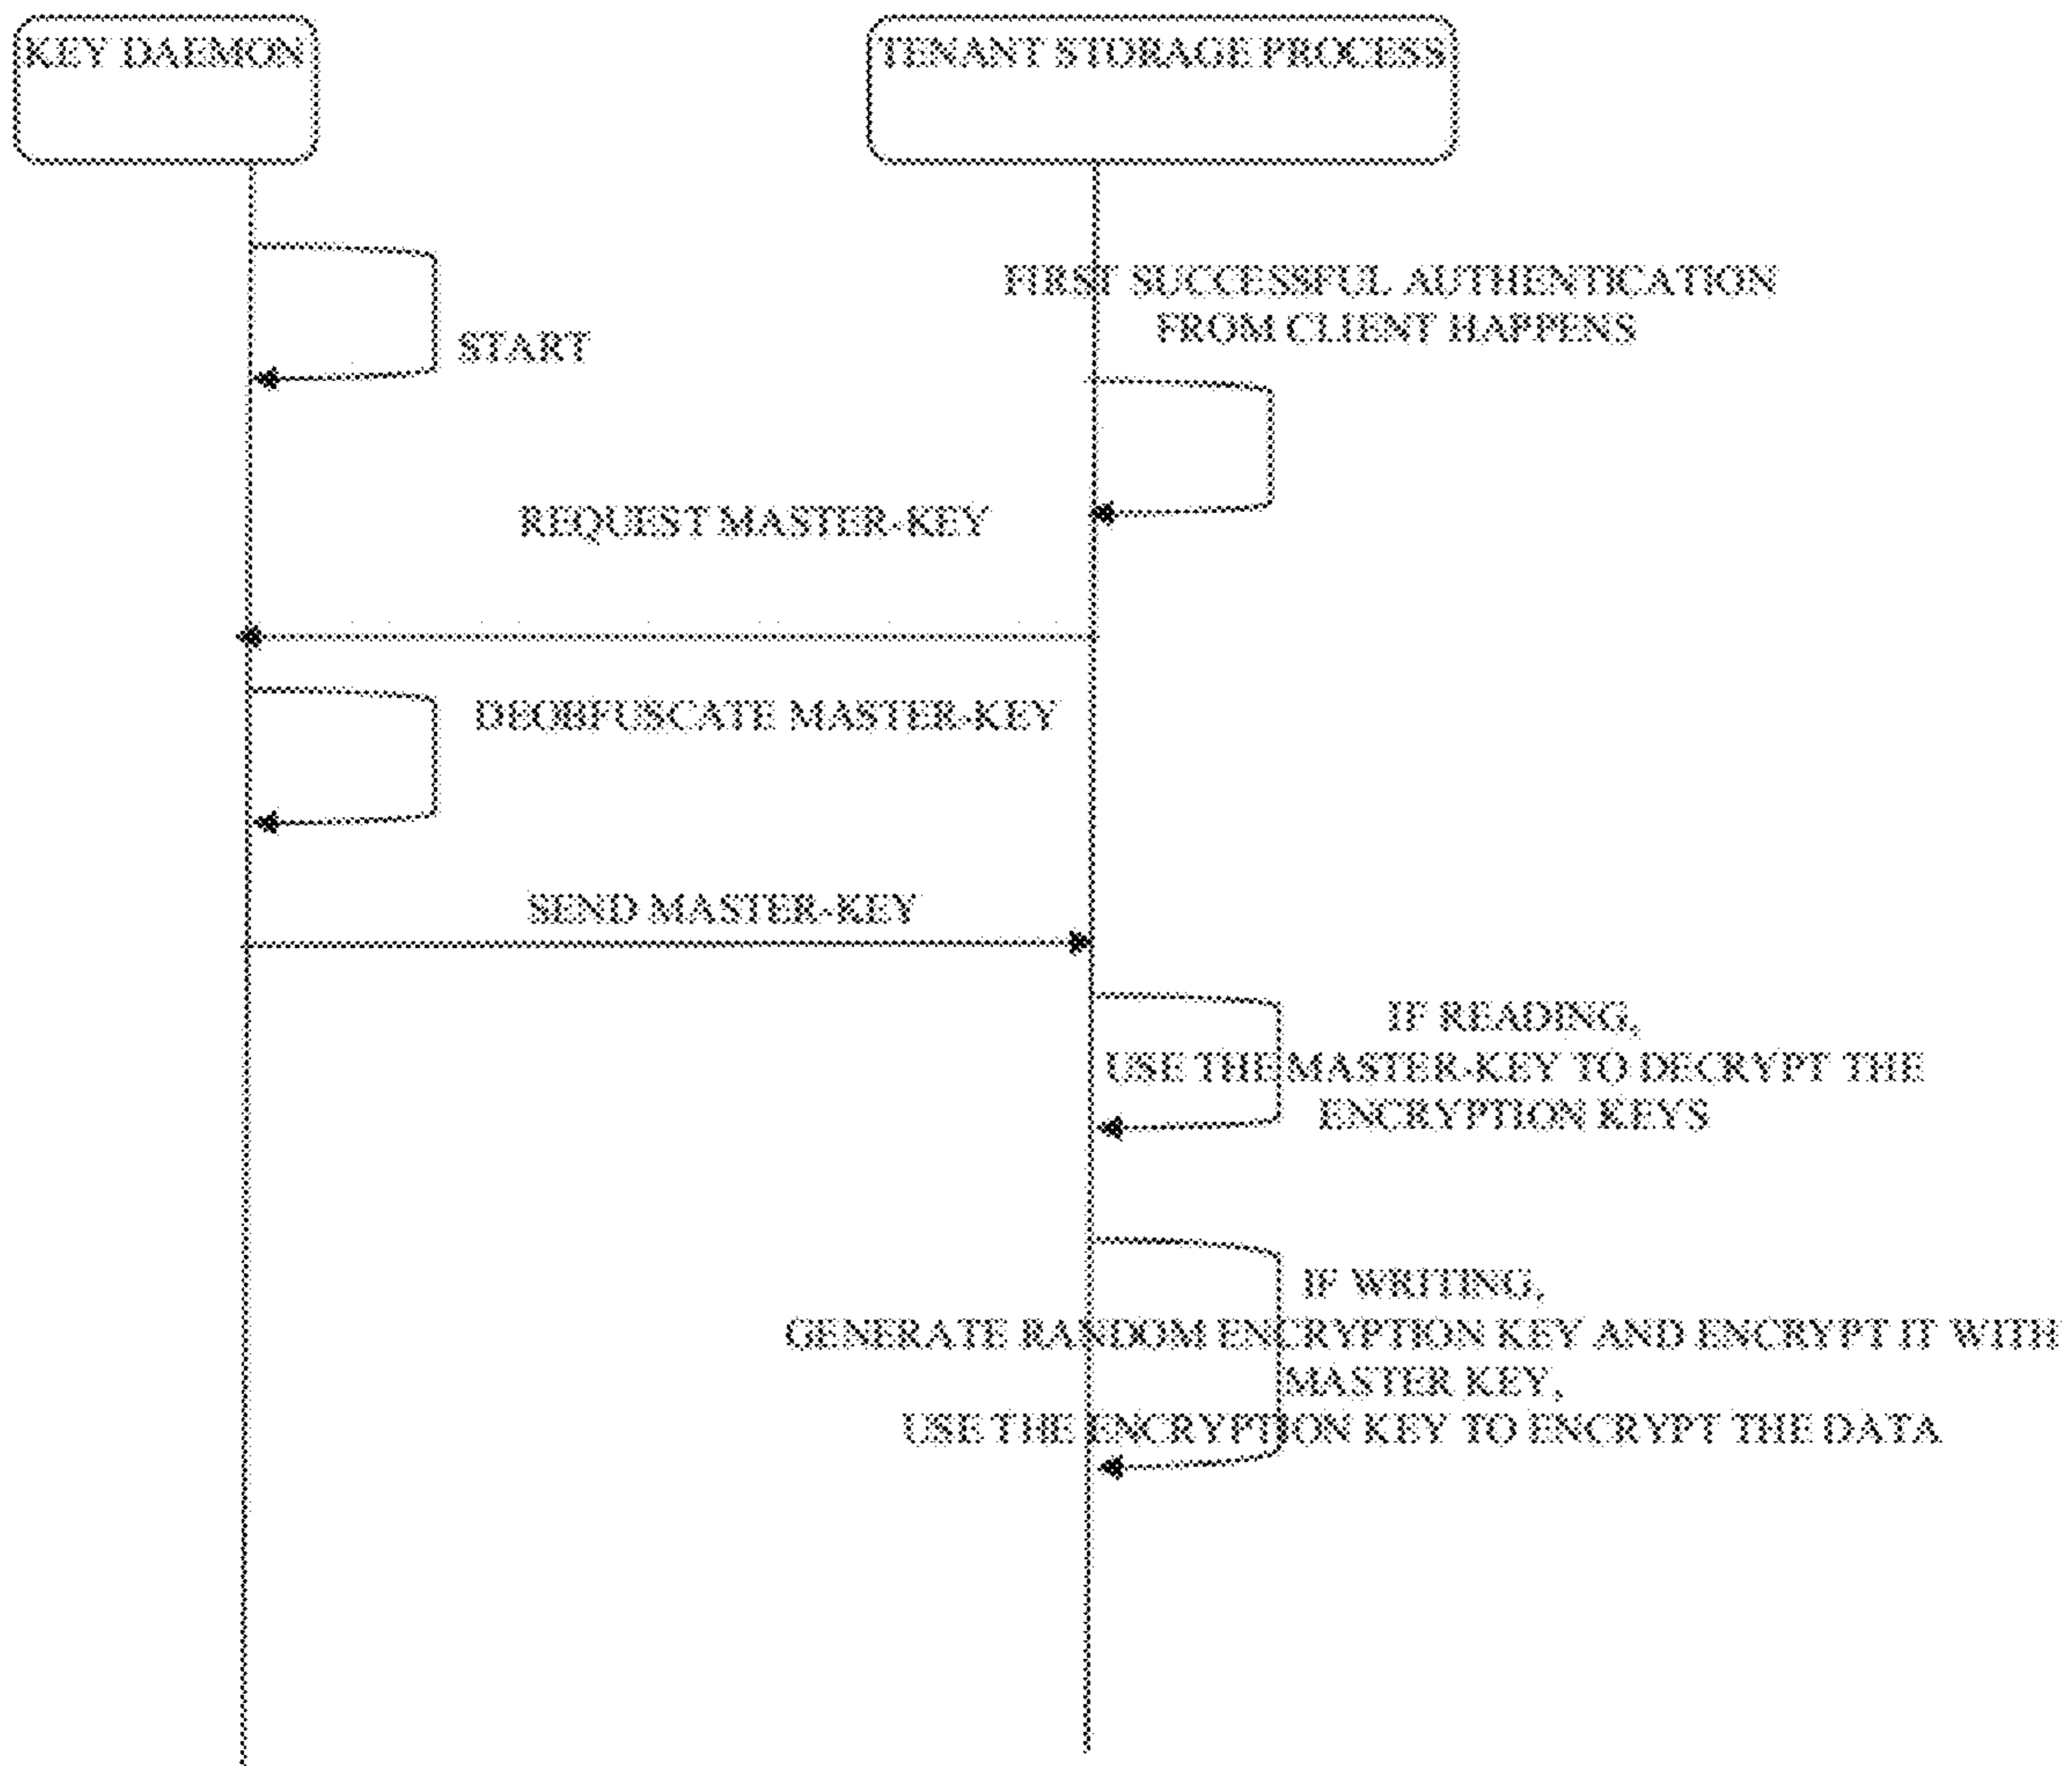 KEY DAEMON
TENANT STORAGE PROCESS
FIRST SUCCESSFUL AUTHENTICATION
FROM CLIENT HAPPENS
START
REQUEST MASTER-KEY
DEOBFUSCATE MASTER-KEY
SEND MASTER-KEY
IF READING,
USE THE MASTER-KEY TO DECRYPT THE
ENCRYPTION KEYS
IF WRITING,
GENERATE RANDOM ENCRYPTION KEY AND ENCRYPT IT WITH
MASTER KEY,
USE THE ENCRYPTION KEY TO ENCRYPT THE DATA